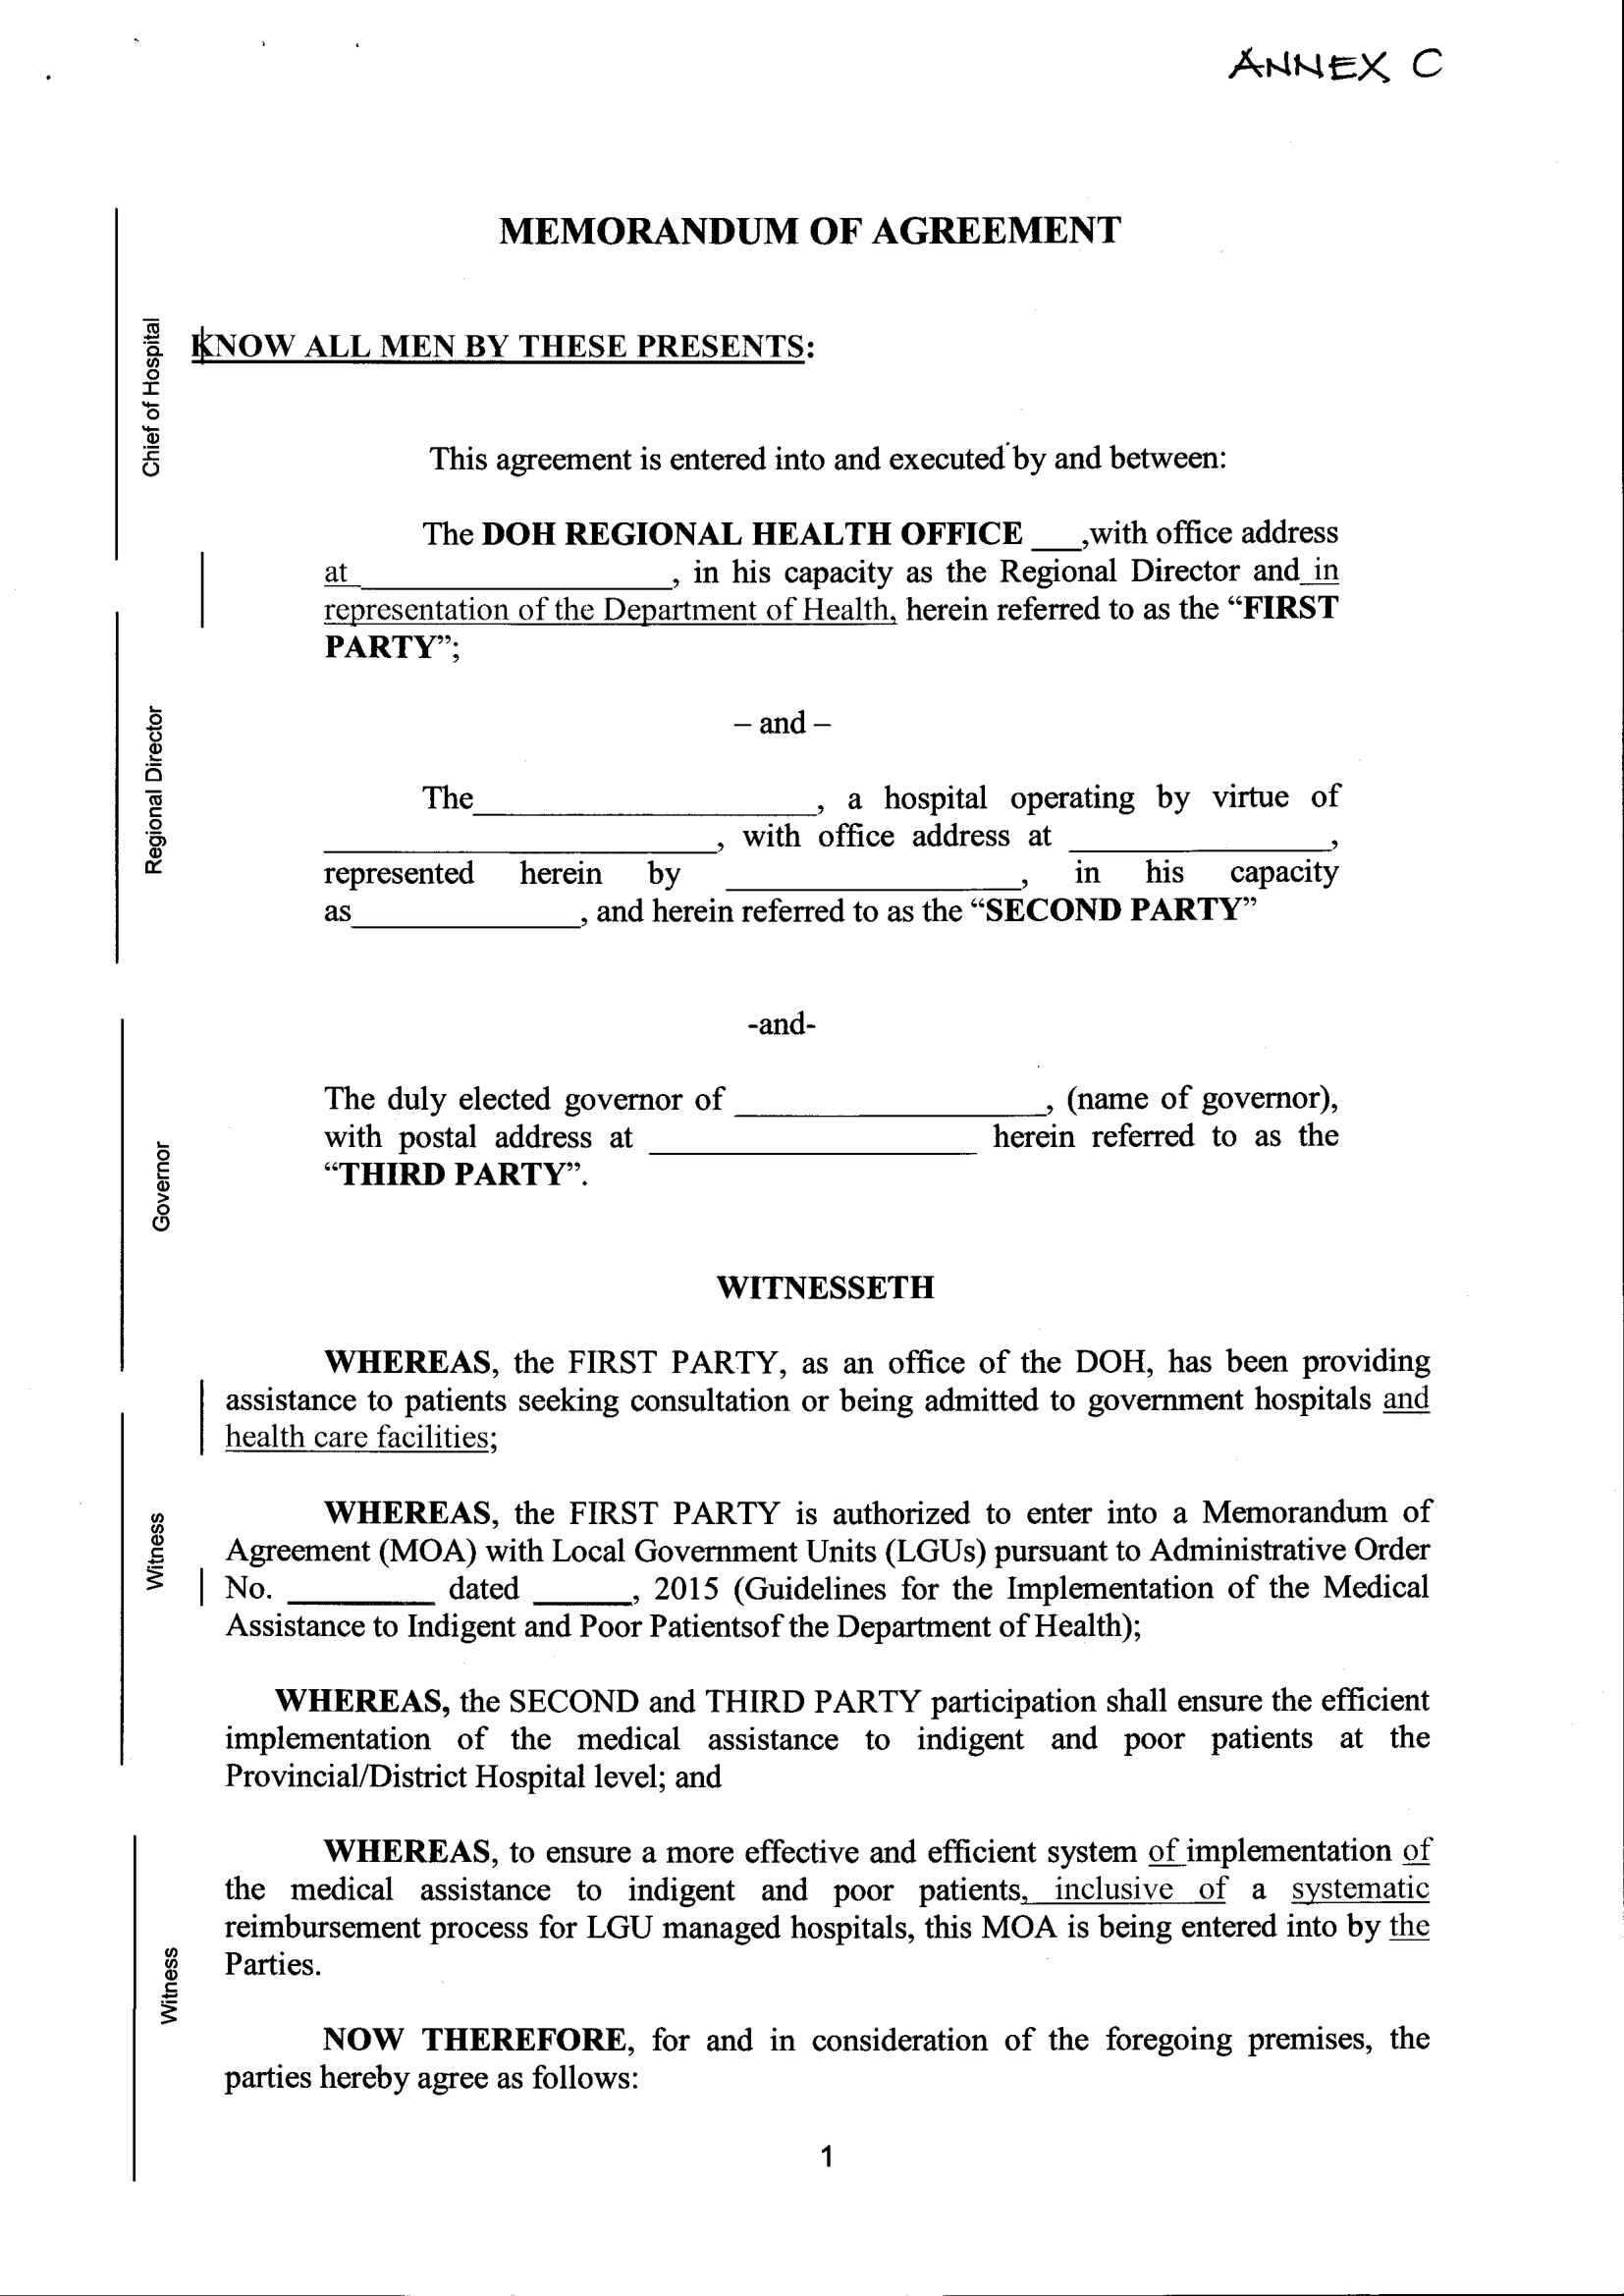 ANNEX C
MEMORANDUM OF AGREEMENT
KNOW ALL MEN BY THESE PRESENTS:
This agreement is entered into and executed by and between:
The DOH REGIONAL HEALTH OFFICE ___,with office address
at____________________, in his capacity as the Regional Director and in
representation of the Department of Health, herein referred to as the “FIRST
PARTY”;
– and –
The______________________, a hospital operating by virtue of
_________________________, with office address at _________________,
represented herein by ___________________, in his capacity
as_______________, and herein referred to as the “SECOND PARTY”
-and-
The duly elected governor of ____________________, (name of governor),
with postal address at _____________________ herein referred to as the
“THIRD PARTY”.
WITNESSETH
WHEREAS, the FIRST PARTY, as an office of the DOH, has been providing
assistance to patients seeking consultation or being admitted to government hospitals and
health care facilities;
WHEREAS, the FIRST PARTY is authorized to enter into a Memorandum of
Agreement (MOA) with Local Government Units (LGUs) pursuant to Administrative Order
No. _________ dated ______, 2015 (Guidelines for the Implementation of the Medical
Assistance to Indigent and Poor Patientsof the Department of Health);
WHEREAS, the SECOND and THIRD PARTY participation shall ensure the efficient
implementation of the medical assistance to indigent and poor patients at the
Provincial/District Hospital level; and
WHEREAS, to ensure a more effective and efficient system of implementation of
the medical assistance to indigent and poor patients, inclusive of a systematic
reimbursement process for LGU managed hospitals, this MOA is being entered into by the
Parties.
NOW THEREFORE, for and in consideration of the foregoing premises, the
parties hereby agree as follows:
1
Chief of Hospital
Regional Director
Governor
Witness
Witness